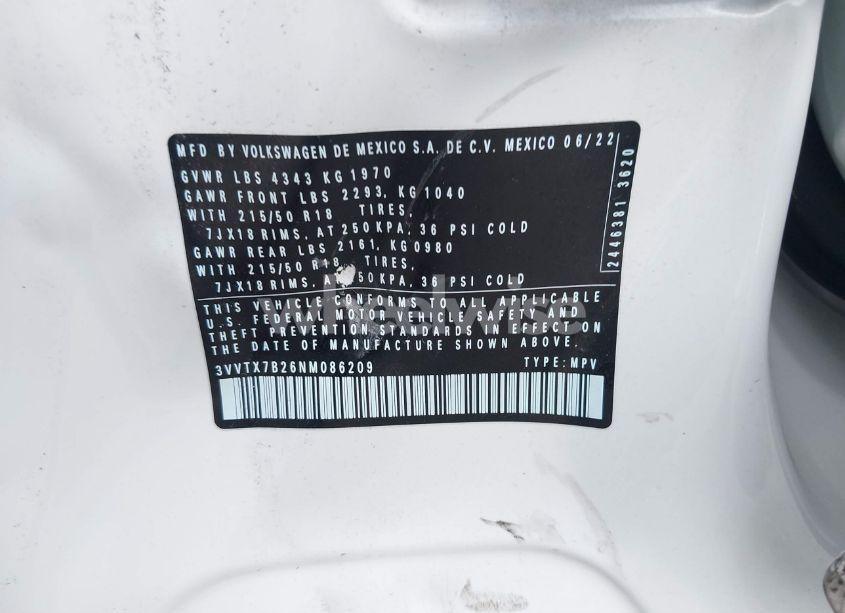 MFD BY VOLKSWAGEN DE MEXICO S.A. DE C.V. MEXICO 06/22
GVWR LBS 4343 KG 1970
GAWR FRONT LBS 2293, KG 1040
WITH 215/50 R18 TIRES,
7JX18 RIMS, AT 250 KPA, 36 PSI COLD
GAWR REAR LBS 2161, KG 0980
WITH 215/50 R18 TIRES,
7JX18 RIMS, AT 50 KPA, 36 PSI COLD
2446381 3620
THIS VEHICLE CONFORMS TO ALL APPLICABLE
U.S. FEDERAL MOTOR VEHICLE SAFETY AND
THEFT PREVENTION STANDARDS IN EFFECT ON
THE DATE OF MANUFACTURE SHOWN ABOVE.
3VVTX7B26NM086209 TYPE: MPV
wheelwise